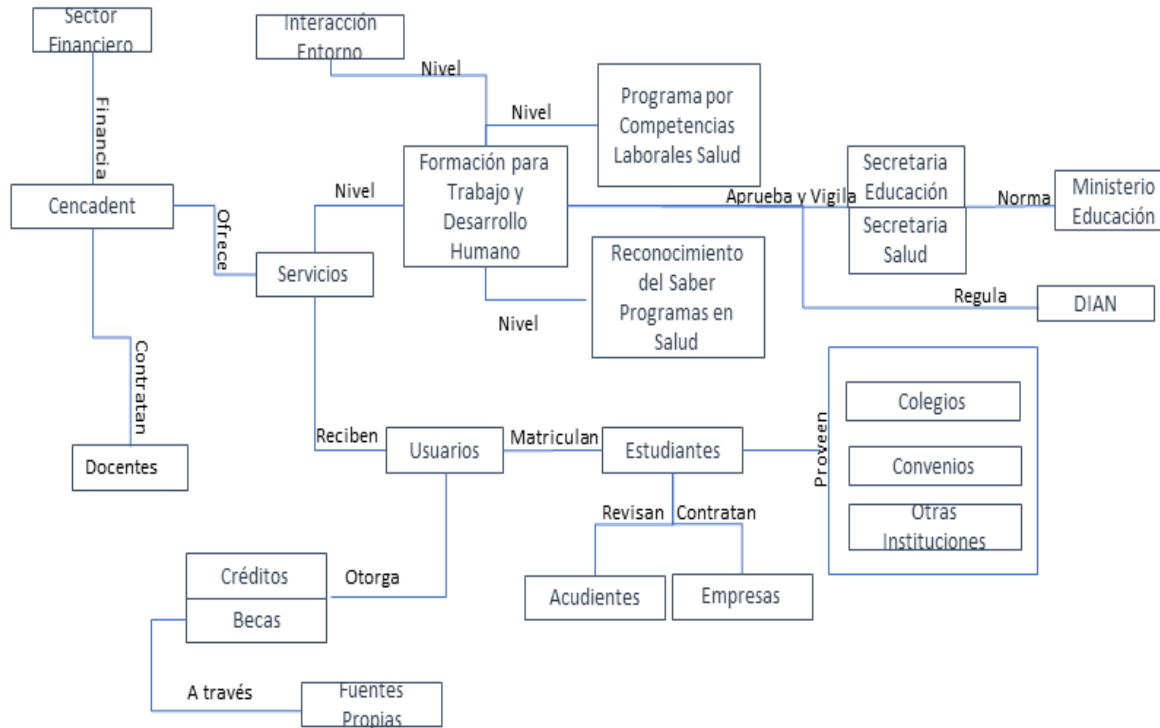 Sector
Financiero
Interacción
Entorno
Nivel
Nivel
Programa por
Competencias
Laborales Salud
Financia
Formación para
Trabajo y
Desarrollo
Humano
Nivel
Cencadent
Ofrece
Servicios
Aprueba y Vigila
Secretaria
Educación
Secretaria
Salud
Norma
Ministerio
Educación
Reconocimiento
del Saber
Programas en
Salud
Nivel
Regula
DIAN
Contratan
Docentes
Reciben
Usuarios
Matriculan
Estudiantes
Proveen
Colegios
Convenios
Otras
Instituciones
Revisan
Contratan
Acudientes
Empresas
Créditos
Becas
Otorga
A través
Fuentes
Propias